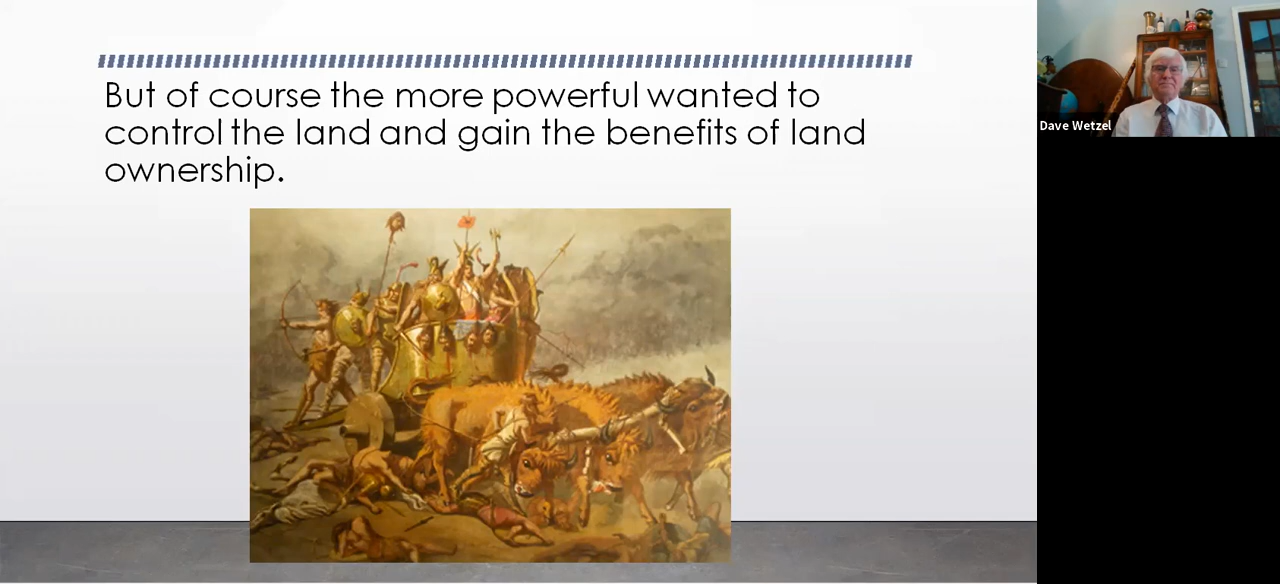 But of course the more powerful wanted to
control the land and gain the benefits of land
ownership.
Dave Wetzel